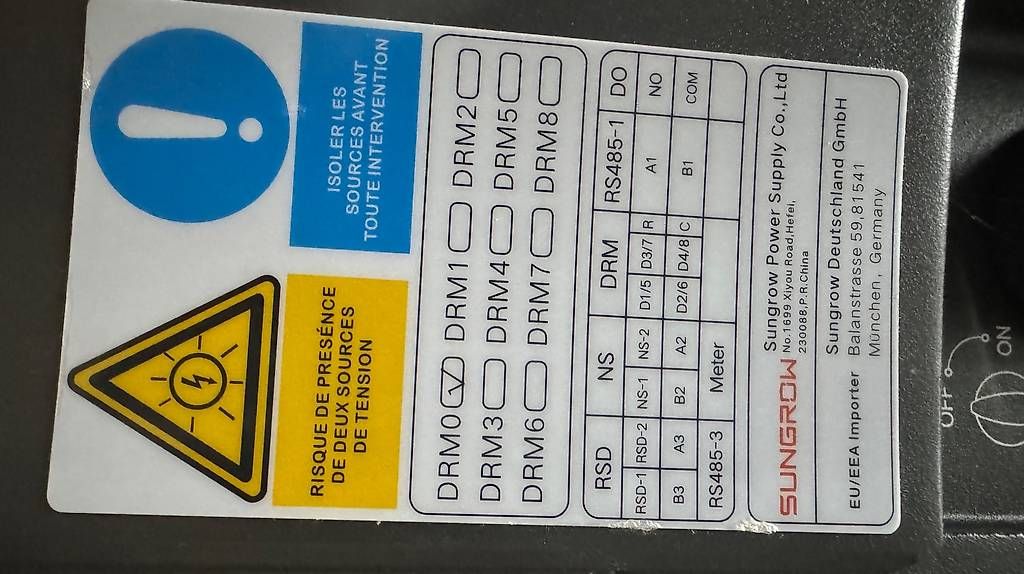 RISQUE DE PRESÉNCE
DE DEUX SOURCES
DE TENSION
ISOLER LES
SOURCES AVANT
TOUTE INTERVENTION
DRM0 DRM1 DRM2
DRM3 DRM4 DRM5
DRM6 DRM7 DRM8
RSD NS DRM RS485-1 DO
RSD-1 RSD-2 NS-1 NS-2 D1/5 D3/7 R A1 NO
B3 A3 B2 A2 D2/6 D4/8 C B1 COM
RS485-3 Meter
SUNGROW
Sungrow Power Supply Co.,Ltd
No.1699 Xiyou Road,Hefei,
230088,P.R.China
EU/EEA Importer
Sungrow Deutschland GmbH
Balanstrasse 59,81541
München, Germany
OFF
ON